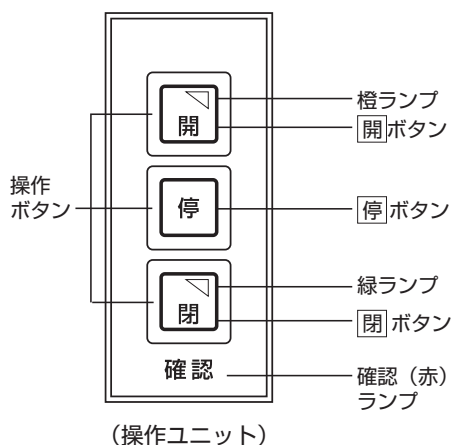 開
停
閉
確認
操作
ボタン
橙ランプ
開ボタン
停ボタン
緑ランプ
閉ボタン
確認（赤）
ランプ
（操作ユニット）